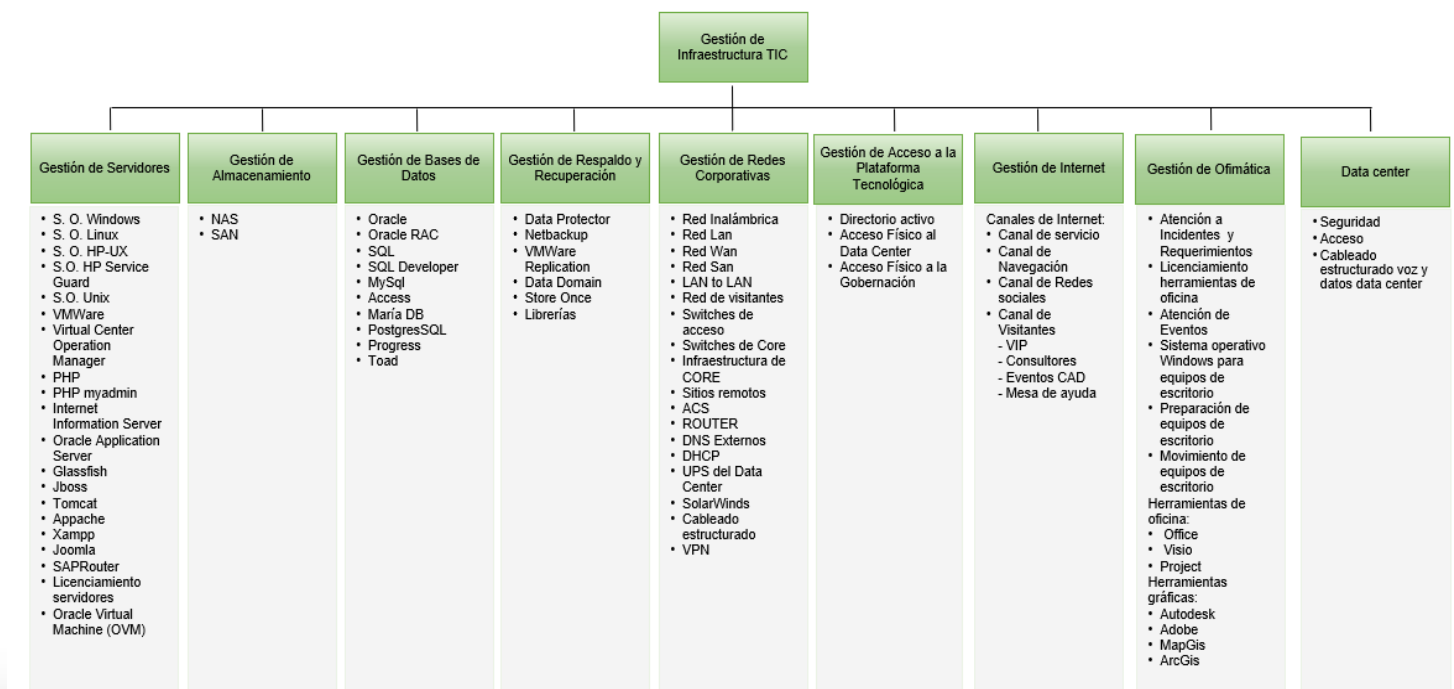 Gestión de
Infraestructura TIC
Gestión de Servidores
• S. O. Windows
• S. O. Linux
• S. O. HP-UX
• S.O. HP Service
Guard
• S.O. Unix
• VMWare
• Virtual Center
Operation
Manager
• PHP
• PHP myadmin
• Internet
Information Server
• Oracle Application
Server
• Glassfish
• Jboss
• Tomcat
• Appache
• Xampp
• Joomla
• SAPRouter
• Licenciamiento
servidores
• Oracle Virtual
Machine (OVM)
Gestión de
Almacenamiento
• NAS
• SAN
Gestión de Bases de
Datos
• Oracle
• Oracle RAC
• SQL
• SQL Developer
• MySql
• Access
• María DB
• PostgresSQL
• Progress
• Toad
Gestión de Respaldo y
Recuperación
• Data Protector
• Netbackup
• VMWare
Replication
• Data Domain
• Store Once
• Librerías
Gestión de Redes
Corporativas
• Red Inalámbrica
• Red Lan
• Red Wan
• Red San
• LAN to LAN
• Red de visitantes
• Switches de
acceso
• Switches de Core
• Infraestructura de
CORE
• Sitios remotos
• ACS
• ROUTER
• DNS Externos
• DHCP
• UPS del Data
Center
• SolarWinds
• Cableado
estructurado
• VPN
Gestión de Acceso a la
Plataforma
Tecnológica
• Directorio activo
• Acceso Físico al
Data Center
• Acceso Físico a la
Gobernación
Gestión de Internet
Canales de Internet:
• Canal de servicio
• Canal de
Navegación
• Canal de Redes
sociales
• Canal de
Visitantes
- VIP
- Consultores
- Eventos CAD
- Mesa de ayuda
Gestión de Ofimática
• Atención a
Incidentes y
Requerimientos
• Licenciamiento
herramientas de
oficina
• Atención de
Eventos
• Sistema operativo
Windows para
equipos de
escritorio
• Preparación de
equipos de
escritorio
• Movimiento de
equipos de
escritorio
Herramientas de
oficina:
• Office
• Visio
• Project
Herramientas
gráficas:
• Autodesk
• Adobe
• MapGis
• ArcGis
Data center
• Seguridad
• Acceso
• Cableado
estructurado voz y
datos data center